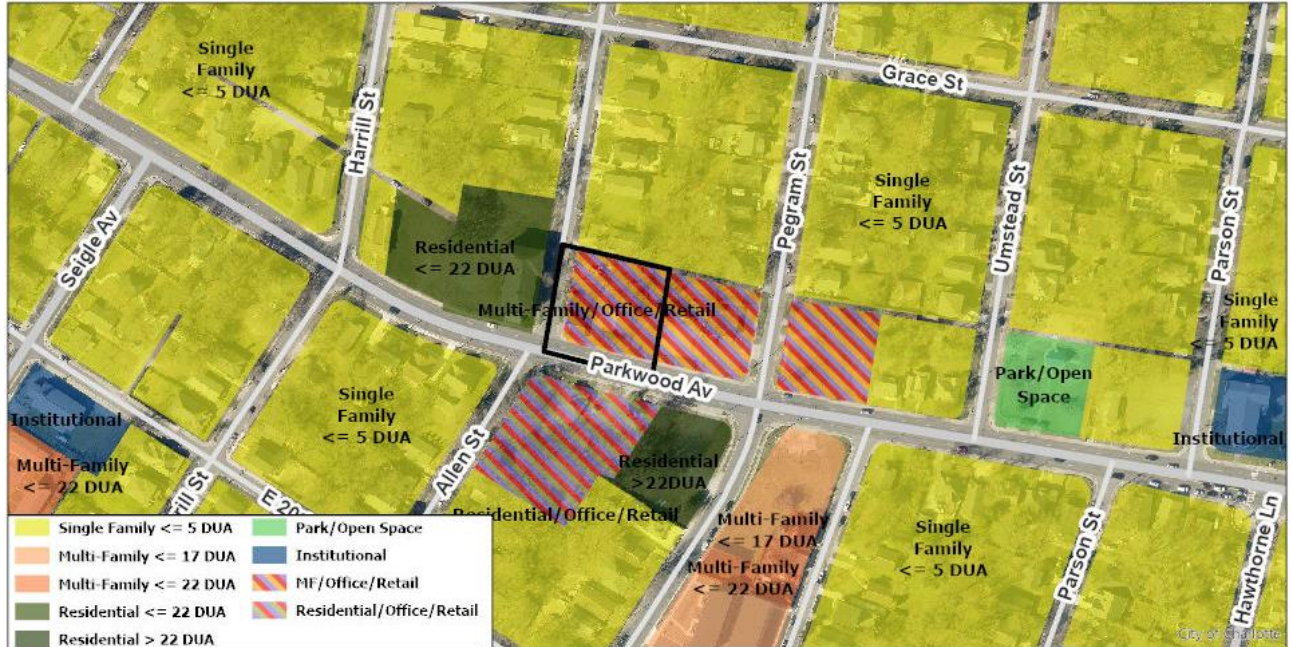 Single
Family
<= 5 DUA
Grace St
Harrill St
Pegram St
Single
Family
<= 5 DUA
Umstead St
Parson St
Seigle Av
Residential
<= 22 DUA
Multi-Family/Office/Retail
Single
Family
<= 5 DUA
Parkwood Av
Park/Open
Space
Single
Family
<= 5 DUA
Institutional
Institutional
Multi-Family
<= 22 DUA
Allen St
Residential
>22DUA
rill St
E 20
Residential/Office/Retail
Multi-Family
<= 17 DUA
Multi-Family
<= 22 DUA
Single
Family
<= 5 DUA
Parson St
Hawthorne Ln
Single Family <= 5 DUA
Multi-Family <= 17 DUA
Multi-Family <= 22 DUA
Residential <= 22 DUA
Residential > 22 DUA
Park/Open Space
Institutional
MF/Office/Retail
Residential/Office/Retail
City of Charlotte